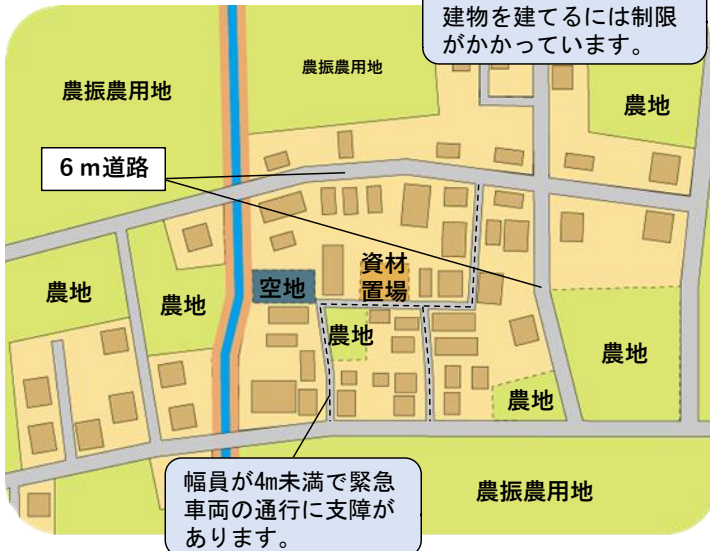 建物を建てるには制限
がかかっています。
農振農用地
農振農用地
農地
6m道路
空地
資材
置場
農地
農地
農地
農地
農地
幅員が4m未満で緊急
車両の通行に支障が
あります。
農振農用地